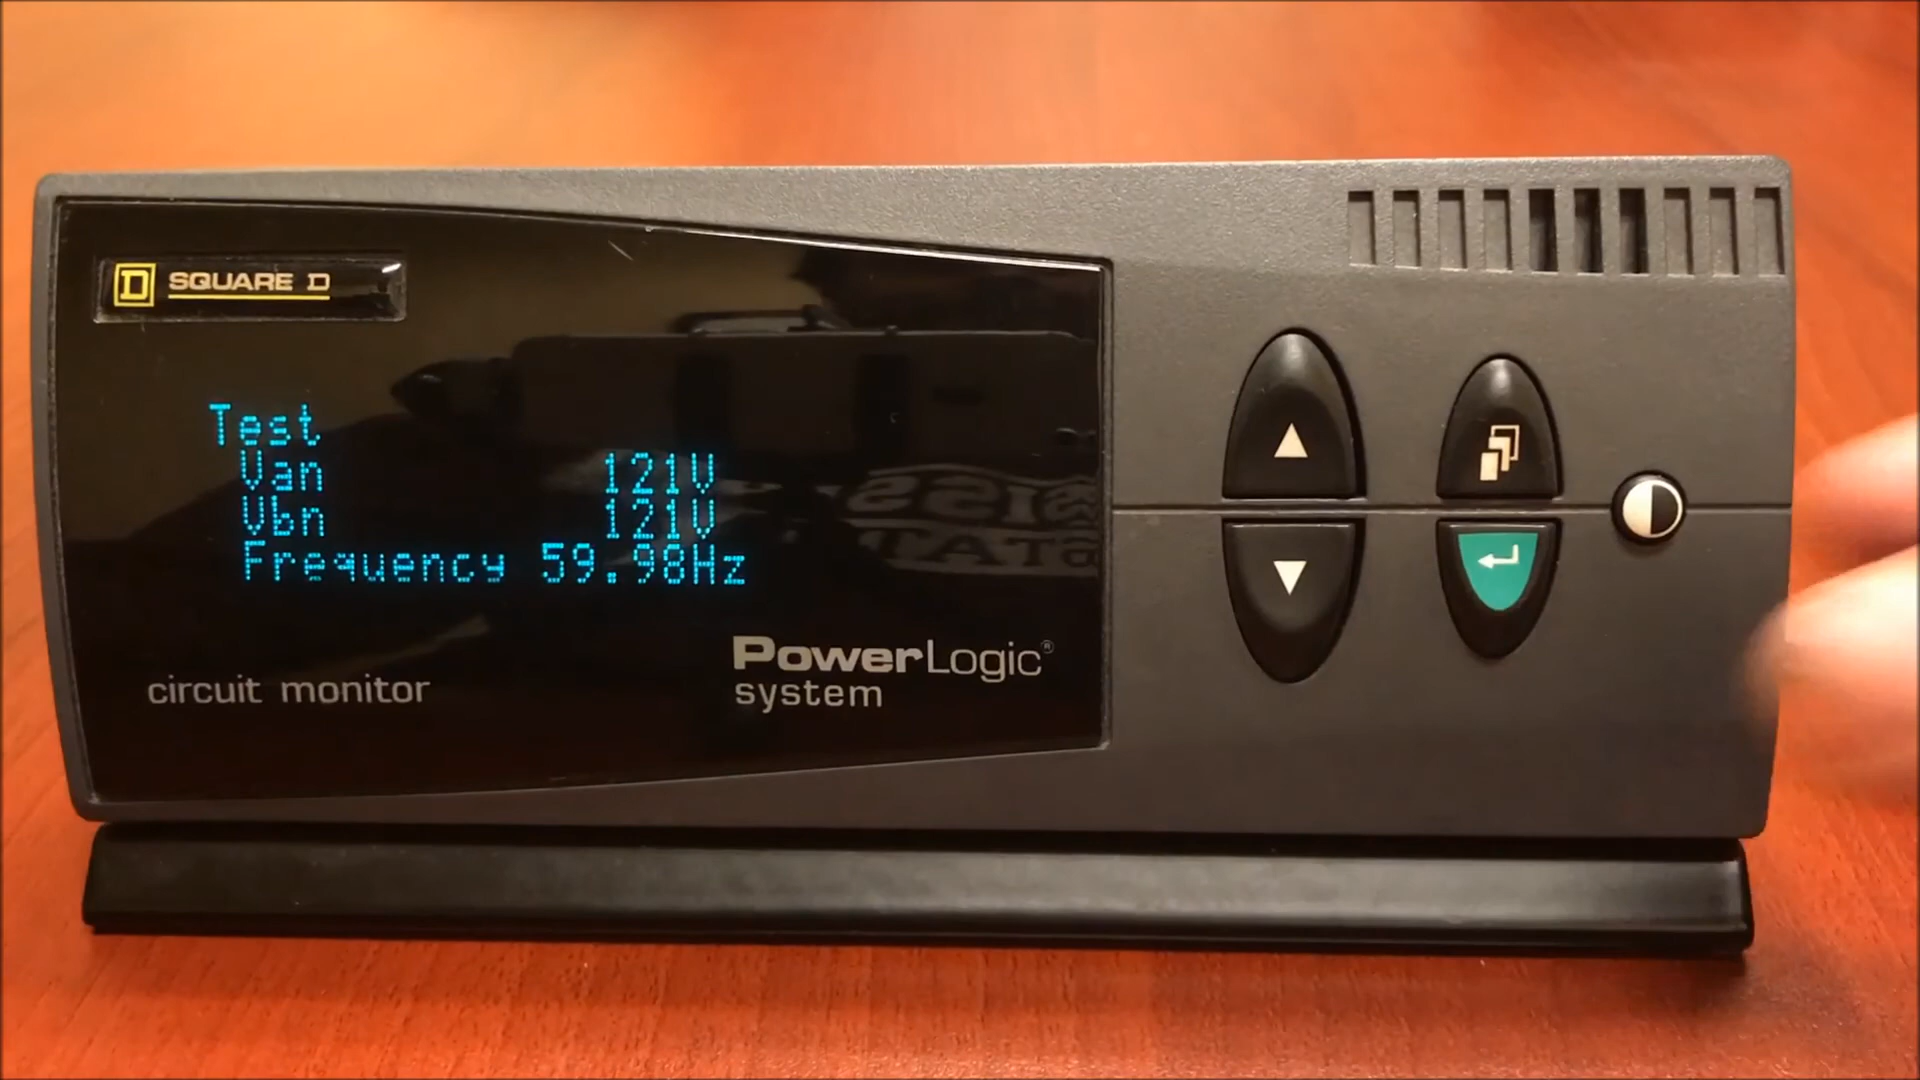 D SQUARE D
Test
Van 121V
Vbn 121V
Frequency 59.98Hz
PowerLogic®
system
circuit monitor